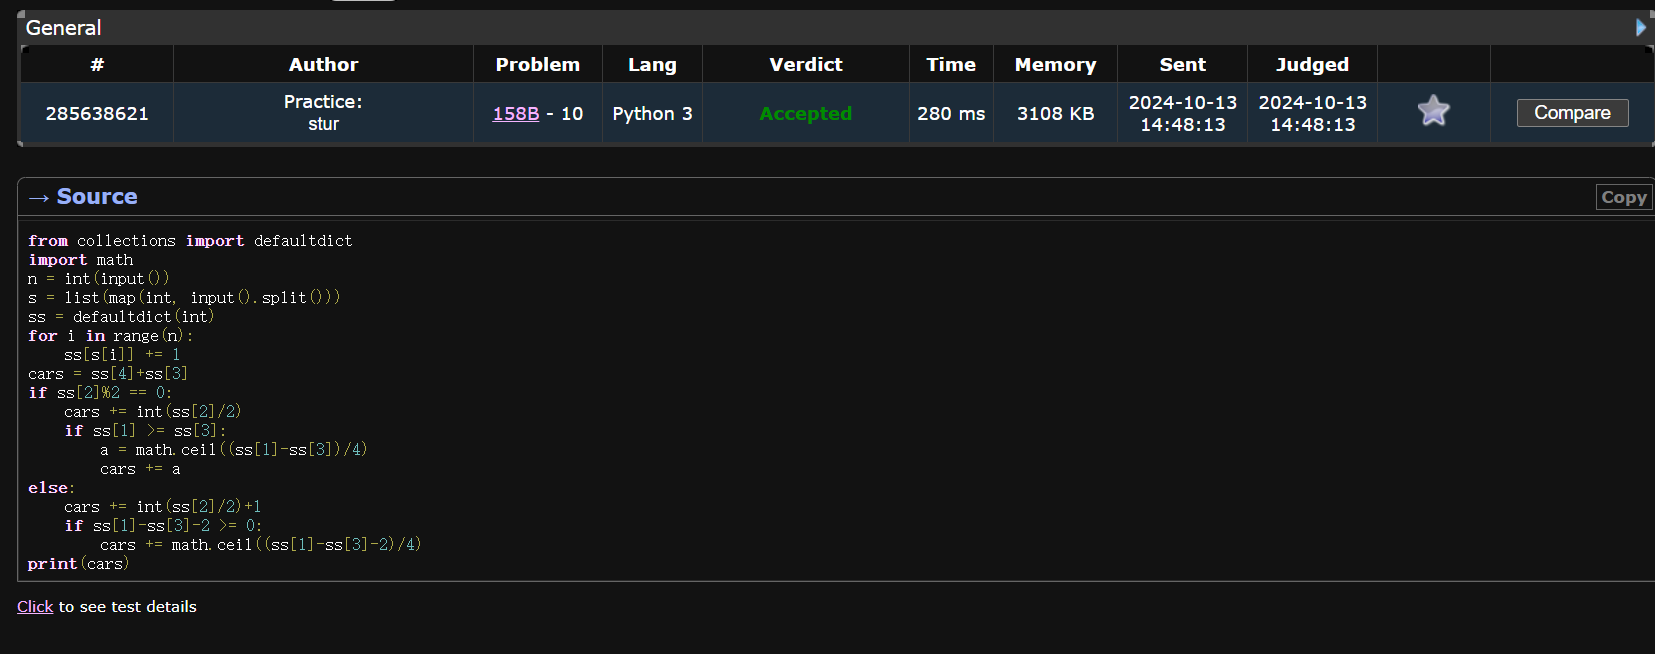 General
# Author Problem Lang Verdict Time Memory Sent Judged
285638621 Practice: stur 158B - 10 Python 3 Accepted 280 ms 3108 KB 2024-10-13 14:48:13 2024-10-13 14:48:13 Compare
→ Source
Copy
from collections import defaultdict
import math
n = int(input())
s = list(map(int, input().split()))
ss = defaultdict(int)
for i in range(n):
    ss[s[i]] += 1
cars = ss[4]+ss[3]
if ss[2]%2 == 0:
    cars += int(ss[2]/2)
    if ss[1] >= ss[3]:
        a = math.ceil((ss[1]-ss[3])/4)
        cars += a
else:
    cars += int(ss[2]/2)+1
    if ss[1]-ss[3]-2 >= 0:
        cars += math.ceil((ss[1]-ss[3]-2)/4)
print(cars)
Click to see test details